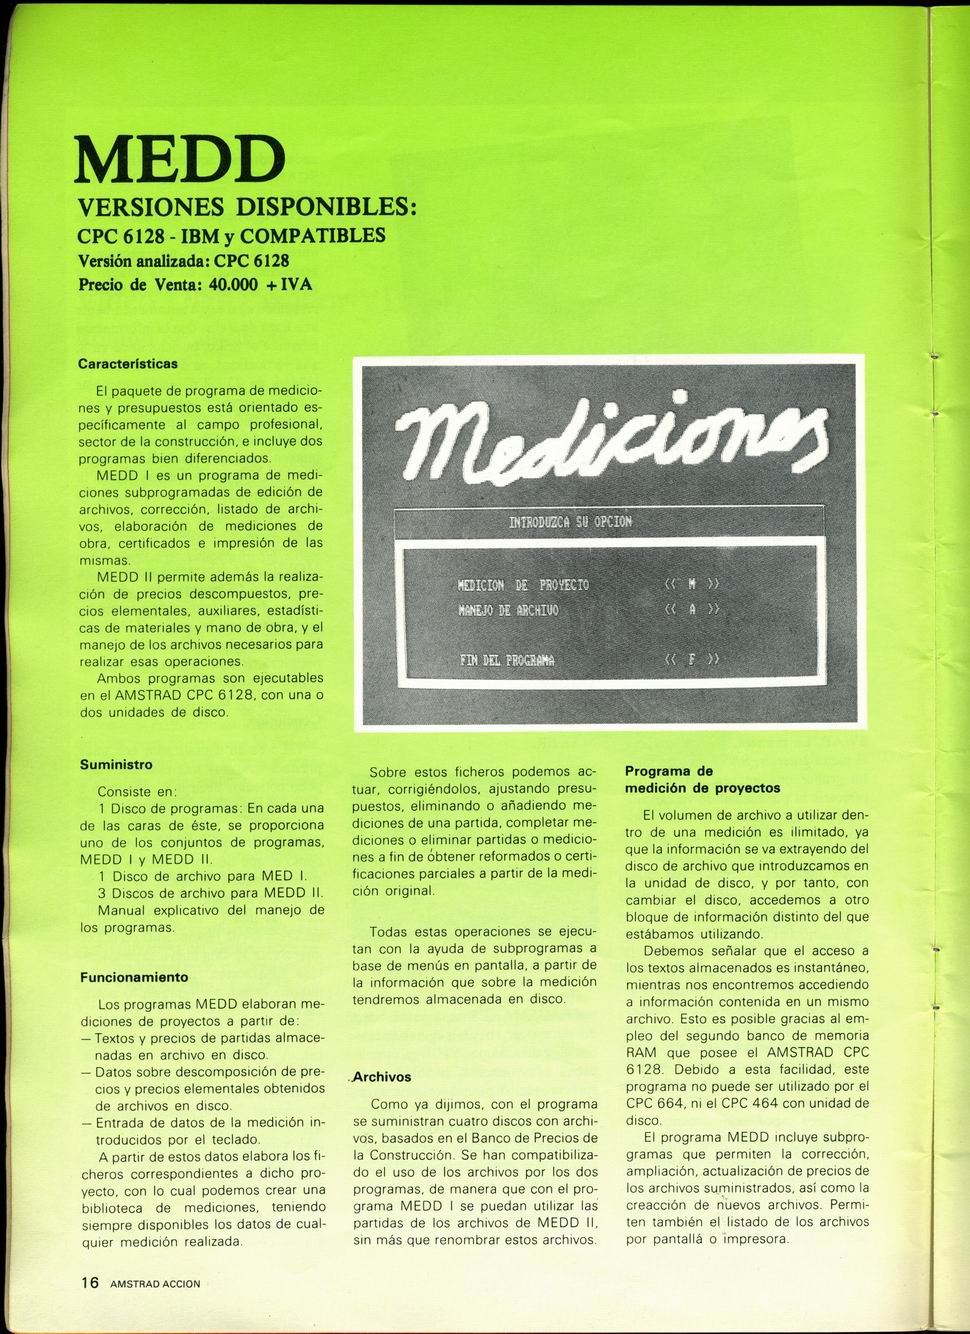 MEDD
VERSIONES DISPONIBLES:
CPC 6128 - IBM y COMPATIBLES
Versión analizada: CPC 6128
Precio de Venta: 40.000 + IVA
Características
El paquete de programa de medicio-
nes y presupuestos está orientado es-
pecíficamente al campo profesional,
sector de la construcción, e incluye dos
programas bien diferenciados.
MEDD I es un programa de medi-
ciones subprogramadas de edición de
archivos, corrección, listado de archi-
vos, elaboración de mediciones de
obra, certificados e impresión de las
mismas.
MEDD II permite además la realiza-
ción de precios descompuestos, pre-
cios elementales, auxiliares, estadísti-
cas de materiales y mano de obra, y el
manejo de los archivos necesarios para
realizar esas operaciones.
Ambos programas son ejecutables
en el AMSTRAD CPC 6128, con una o
dos unidades de disco.
Mediciones
INTRODUZCA SU OPCION
MEDICION DE PROYECTO << M >>
MANEJO DE ARCHIVO << A >>
FIN DEL PROGRAMA << F >>
Suministro
Consiste en:
1 Disco de programas: En cada una
de las caras de éste, se proporciona
uno de los conjuntos de programas,
MEDD I y MEDD II.
1 Disco de archivo para MED I.
3 Discos de archivo para MEDD II.
Manual explicativo del manejo de
los programas.
Funcionamiento
Los programas MEDD elaboran me-
diciones de proyectos a partir de:
— Textos y precios de partidas almace-
nadas en archivo en disco.
— Datos sobre descomposición de pre-
cios y precios elementales obtenidos
de archivos en disco.
— Entrada de datos de la medición in-
troducidos por el teclado.
A partir de estos datos elabora los fi-
cheros correspondientes a dicho pro-
yecto, con lo cual podemos crear una
biblioteca de mediciones, teniendo
siempre disponibles los datos de cual-
quier medición realizada.
Sobre estos ficheros podemos ac-
tuar, corrigiéndolos, ajustando presu-
puestos, eliminando o añadiendo me-
diciones de una partida, completar me-
diciones o eliminar partidas o medicio-
nes a fin de obtener reformados o certi-
ficaciones parciales a partir de la medi-
ción original.
Todas estas operaciones se ejecu-
tan con la ayuda de subprogramas a
base de menús en pantalla, a partir de
la información que sobre la medición
tendremos almacenada en disco.
Archivos
Como ya dijimos, con el programa
se suministran cuatro discos con archi-
vos, basados en el Banco de Precios de
la Construcción. Se han compatibiliza-
do el uso de los archivos por los dos
programas, de manera que con el pro-
grama MEDD I se puedan utilizar las
partidas de los archivos de MEDD II,
sin más que renombrar estos archivos.
Programa de
medición de proyectos
El volumen de archivo a utilizar den-
tro de una medición es ilimitado, ya
que la información se va extrayendo del
disco de archivo que introduzcamos en
la unidad de disco, y por tanto, con
cambiar el disco, accedemos a otro
bloque de información distinto del que
estábamos utilizando.
Debemos señalar que el acceso a
los textos almacenados es instantáneo,
mientras nos encontremos accediendo
a información contenida en un mismo
archivo. Esto es posible gracias al em-
pleo del segundo banco de memoria
RAM que posee el AMSTRAD CPC
6128. Debido a esta facilidad, este
programa no puede ser utilizado por el
CPC 664, ni el CPC 464 con unidad de
disco.
El programa MEDD incluye subpro-
gramas que permiten la corrección,
ampliación, actualización de precios de
los archivos suministrados, así como la
creacción de nuevos archivos. Permi-
ten también el listado de los archivos
por pantallá o impresora.
16 AMSTRAD ACCION